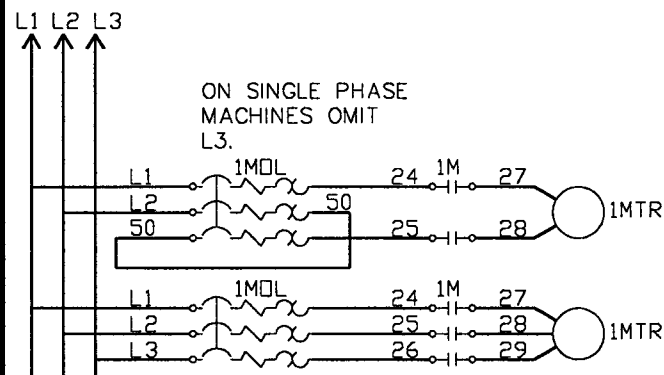 L1 L2 L3
ON SINGLE PHASE
MACHINES OMIT
L3.
L1 1MOL 24 1M 27
L2 50 1MTR
50 25 28
L1 1MOL 24 1M 27
L2 25 28 1MTR
L3 26 29